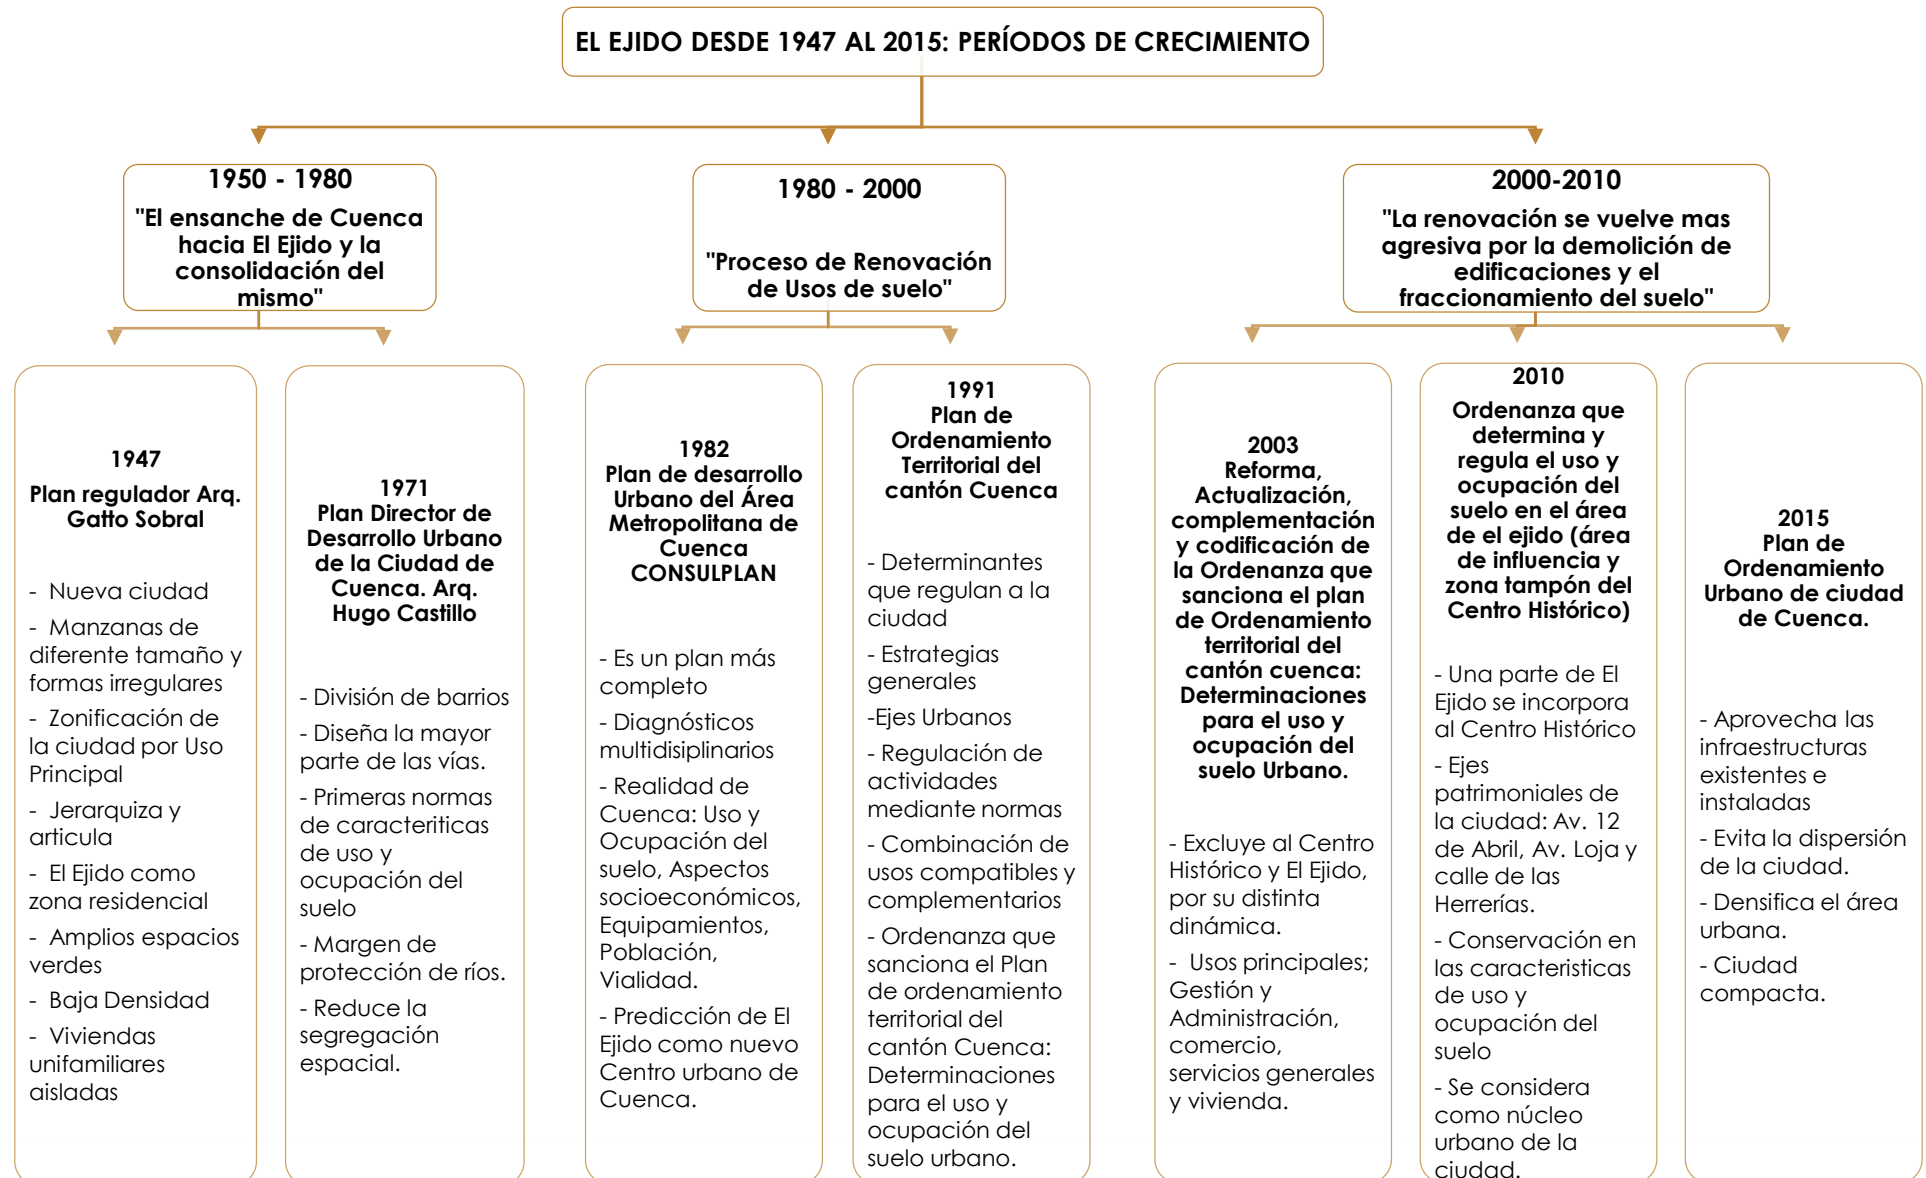 EL EJIDO DESDE 1947 AL 2015: PERÍODOS DE CRECIMIENTO
1950 - 1980
"El ensanche de Cuenca
hacia El Ejido y la
consolidación del
mismo"
1980 - 2000
"Proceso de Renovación
de Usos de suelo"
2000-2010
"La renovación se vuelve mas
agresiva por la demolición de
edificaciones y el
fraccionamiento del suelo"
1947
Plan regulador Arq.
Gatto Sobral
- Nueva ciudad
- Manzanas de
diferente tamaño y
formas irregulares
- Zonificación de
la ciudad por Uso
Principal
- Jerarquiza y
articula
- El Ejido como
zona residencial
- Amplios espacios
verdes
- Baja Densidad
- Viviendas
unifamiliares
aisladas
1971
Plan Director de
Desarrollo Urbano
de la Ciudad de
Cuenca. Arq.
Hugo Castillo
- División de barrios
- Diseña la mayor
parte de las vías.
- Primeras normas
de caracteriticas
de uso y
ocupación del
suelo
- Margen de
protección de ríos.
- Reduce la
segregación
espacial.
1982
Plan de desarrollo
Urbano del Área
Metropolitana de
Cuenca
CONSULPLAN
- Es un plan más
completo
- Diagnósticos
multidisiplinarios
- Realidad de
Cuenca: Uso y
Ocupación del
suelo, Aspectos
socioeconómicos,
Equipamientos,
Población,
Vialidad.
- Predicción de El
Ejido como nuevo
Centro urbano de
Cuenca.
1991
Plan de
Ordenamiento
Territorial del
cantón Cuenca
- Determinantes
que regulan a la
ciudad
- Estrategias
generales
-Ejes Urbanos
- Regulación de
actividades
mediante normas
- Combinación de
usos compatibles y
complementarios
- Ordenanza que
sanciona el Plan
de ordenamiento
territorial del
cantón Cuenca:
Determinaciones
para el uso y
ocupación del
suelo urbano.
2003
Reforma,
Actualización,
complementación
y codificación de
la Ordenanza que
sanciona el plan
de Ordenamiento
territorial del
cantón cuenca:
Determinaciones
para el uso y
ocupación del
suelo Urbano.
- Excluye al Centro
Histórico y El Ejido,
por su distinta
dinámica.
- Usos principales;
Gestión y
Administración,
comercio,
servicios generales
y vivienda.
2010
Ordenanza que
determina y
regula el uso y
ocupación del
suelo en el área
de el ejido (área
de influencia y
zona tampón del
Centro Histórico)
- Una parte de El
Ejido se incorpora
al Centro Histórico
- Ejes
patrimoniales de
la ciudad: Av. 12
de Abril, Av. Loja y
calle de las
Herrerías.
- Conservación en
las caracteristicas
de uso y
ocupación del
suelo
- Se considera
como núcleo
urbano de la
ciudad.
2015
Plan de
Ordenamiento
Urbano de ciudad
de Cuenca.
- Aprovecha las
infraestructuras
existentes e
instaladas
- Evita la dispersión
de la ciudad.
- Densifica el área
urbana.
- Ciudad
compacta.